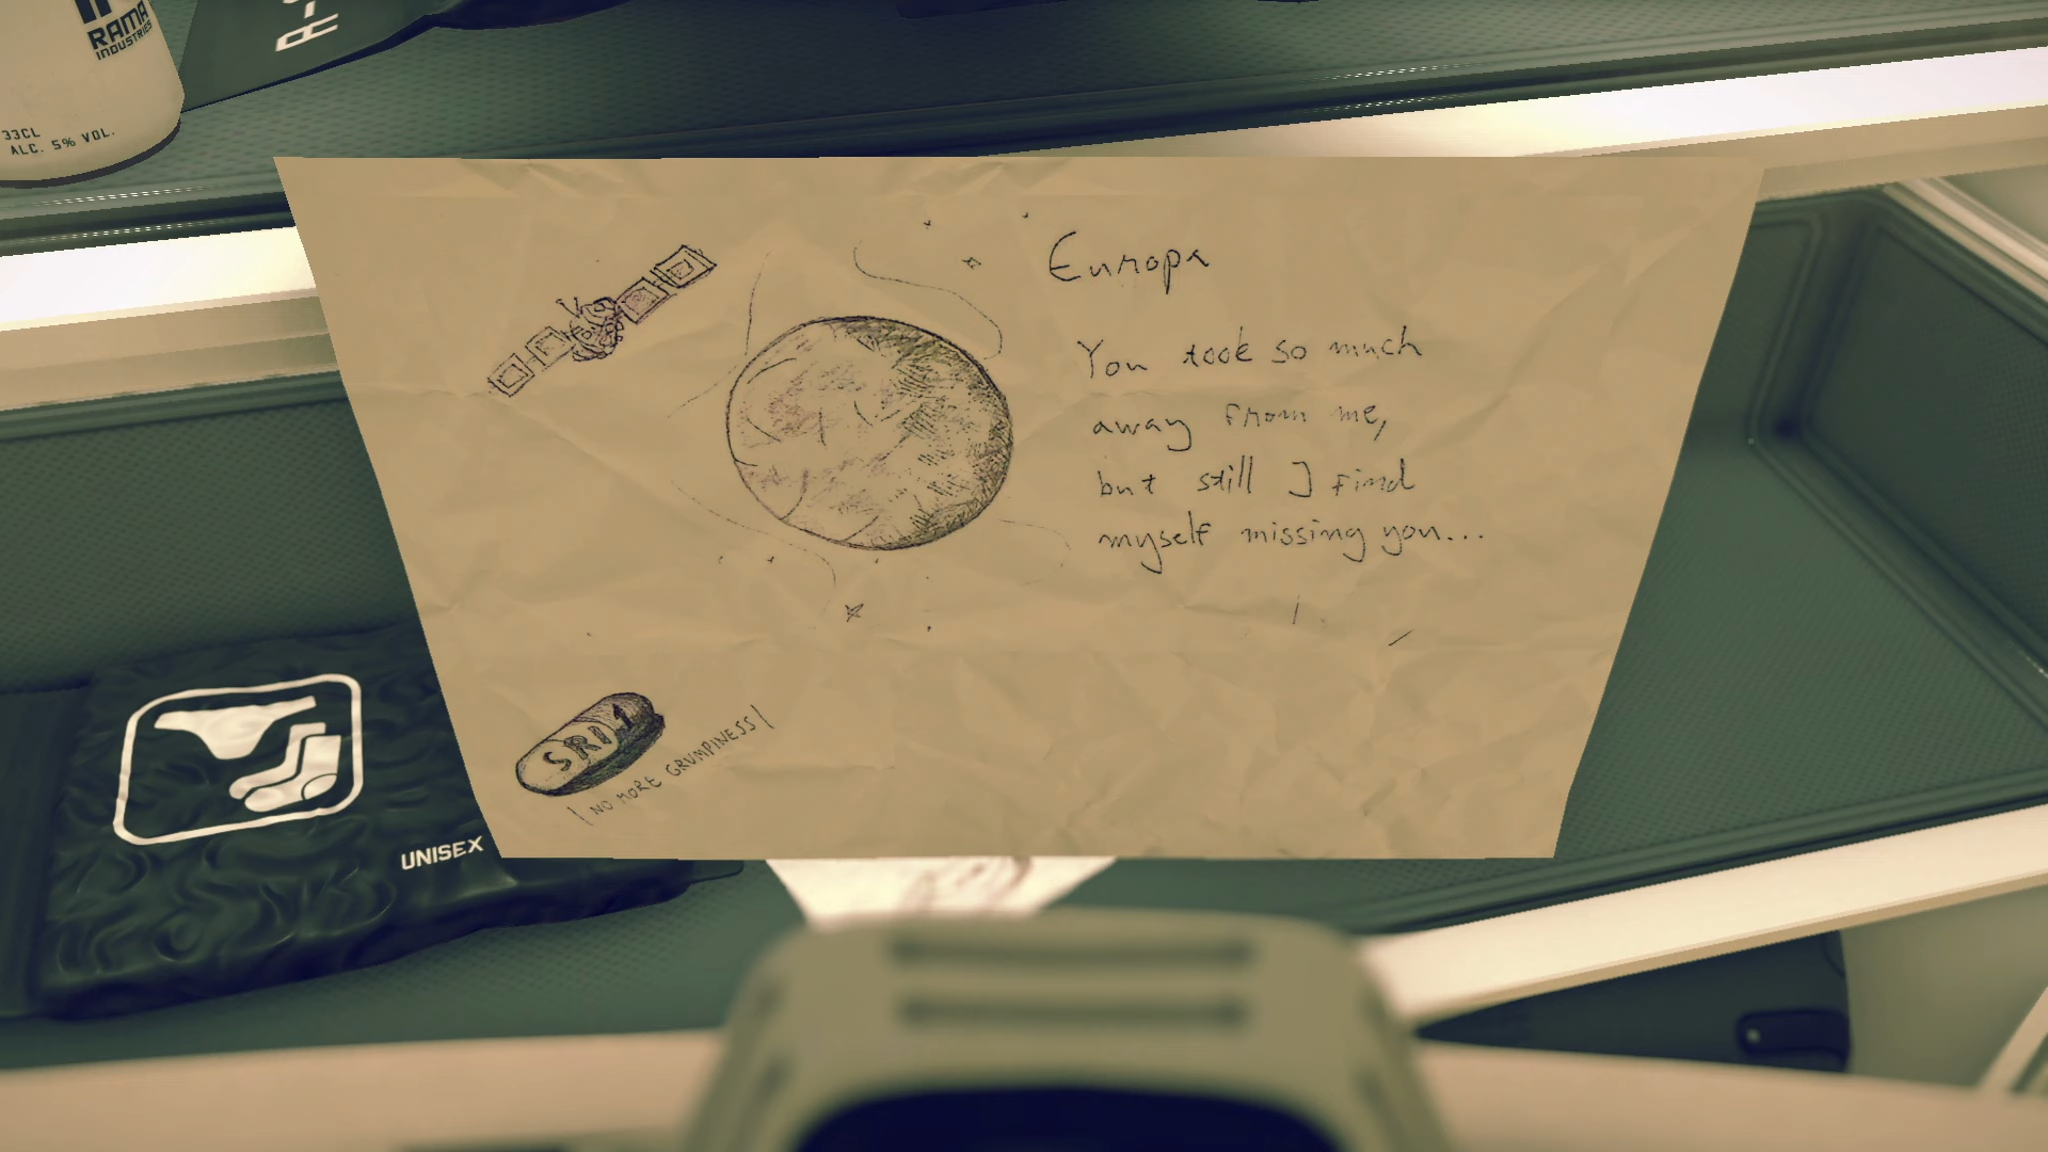 RAMA
INDUSTRIES
33CL
ALC. 5% VOL.
Europa
You took so much
away from me,
but still I find
myself missing you...
SRI 1
NO MORE GRUMPINESS
UNISEX